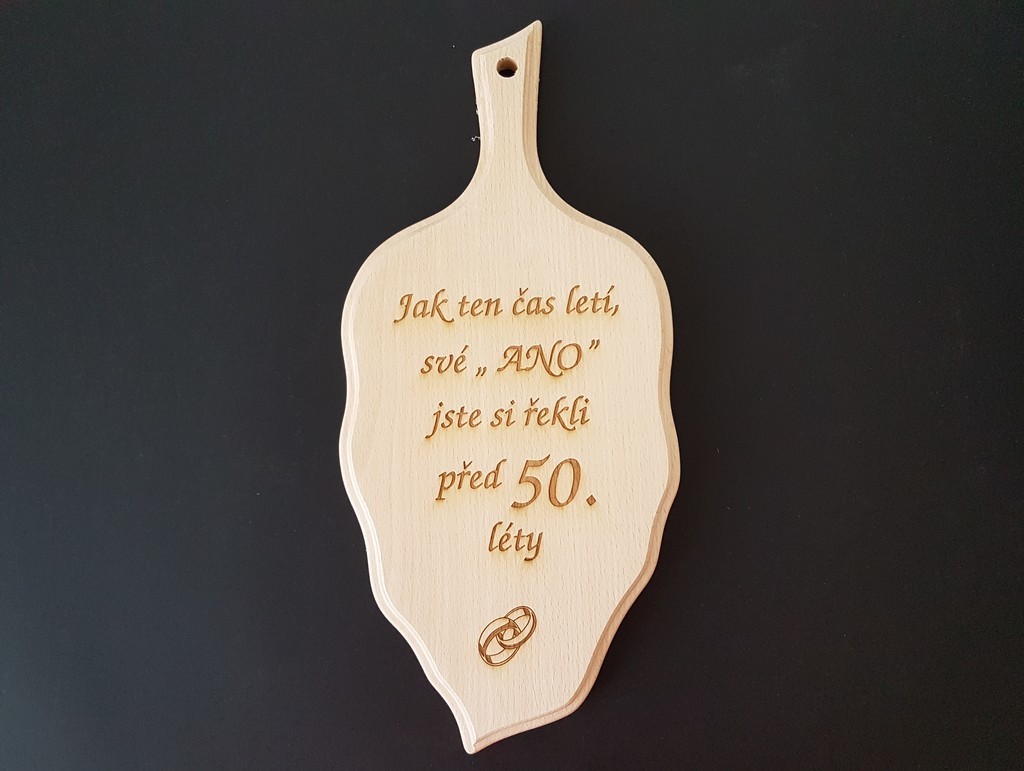 Jak ten čas letí,
své „ ANO”
jste si řekli
před 50.
léty